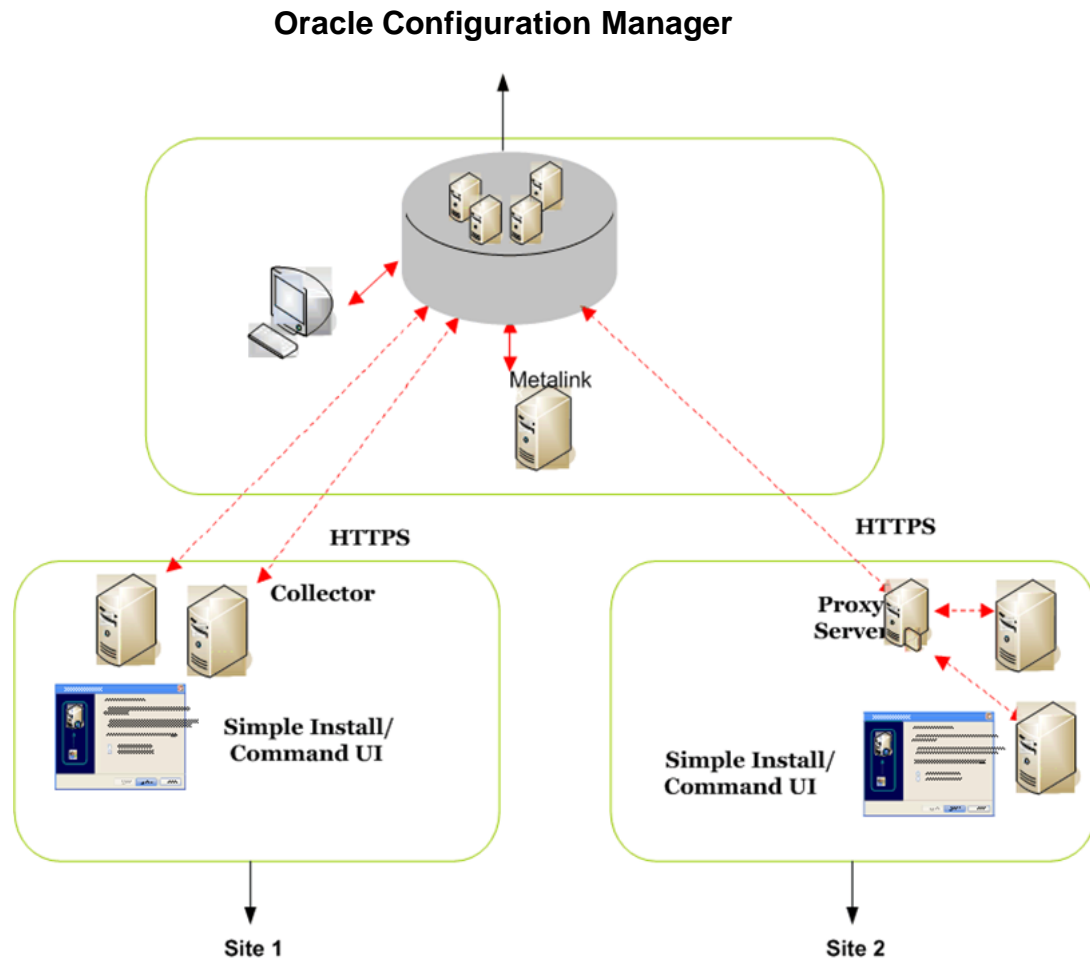 Oracle Configuration Manager
Metalink
HTTPS
HTTPS
Collector
Simple Install/
Command UI
Proxy
Server
Simple Install/
Command UI
Site 1
Site 2